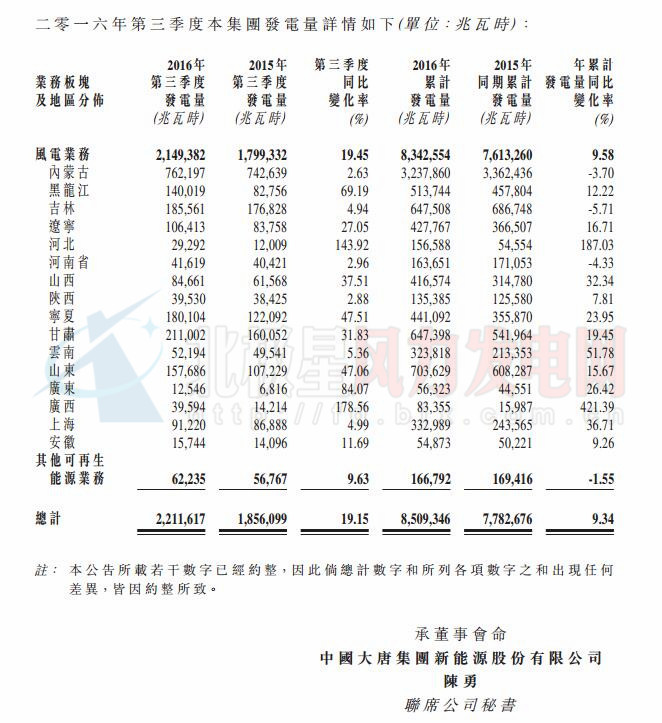 二零一六年第三季度本集團發電量詳情如下(單位：兆瓦時)：
2016年 2015年 第三季度 2016年 2015年 年累計
業務板塊 第三季度 第三季度 同比 累計 同期累計 發電量同比
及地區分佈 發電量 發電量 變化率 發電量 發電量 變化率
(兆瓦時) (兆瓦時) (%) (兆瓦時) (兆瓦時) (%)
風電業務 2,149,382 1,799,332 19.45 8,342,554 7,613,260 9.58
內蒙古 762,197 742,639 2.63 3,237,860 3,362,436 -3.70
黑龍江 140,019 82,756 69.19 513,744 457,804 12.22
吉林 185,561 176,828 4.94 647,508 686,748 -5.71
遼寧 106,413 83,758 27.05 427,767 366,507 16.71
河北 29,292 12,009 143.92 156,588 54,554 187.03
河南省 41,619 40,421 2.96 163,651 171,053 -4.33
山西 84,661 61,568 37.51 416,574 314,780 32.34
陝西 39,530 38,425 2.88 135,385 125,580 7.81
寧夏 180,104 122,092 47.51 441,092 355,870 23.95
甘肅 211,002 160,057 31.83 647,398 541,964 19.45
雲南 52,194 49,541 5.36 323,818 213,353 51.78
山東 157,686 107,229 47.06 703,629 608,287 15.67
廣東 12,546 6,816 84.07 56,323 44,551 26.42
廣西 39,594 14,214 178.56 83,355 15,987 421.39
上海 91,220 86,888 4.99 332,989 243,565 36.71
安徽 15,744 14,096 11.69 54,873 50,221 9.26
其他可再生
能源業務 62,235 56,767 9.63 166,792 169,416 -1.55
總計 2,211,617 1,856,099 19.15 8,509,346 7,782,676 9.34
北极星风力发电网
註： 本公告所載若干數字已經約整，因此倘總計數字和所列各項數字之和出現任何
差異，皆因約整所致。
承董事會命
中國大唐集團新能源股份有限公司
陳勇
聯席公司秘書